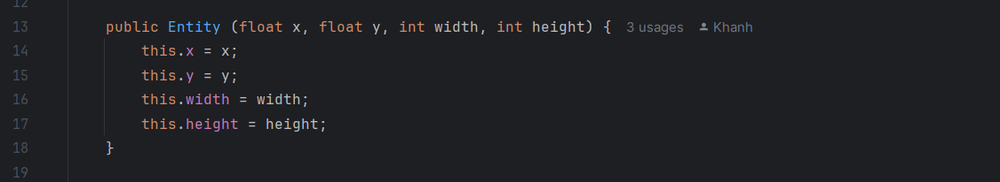 12
13 public Entity (float x, float y, int width, int height) { 3 usages Khanh
14 this.x = x;
15 this.y = y;
16 this.width = width;
17 this.height = height;
18 }
19